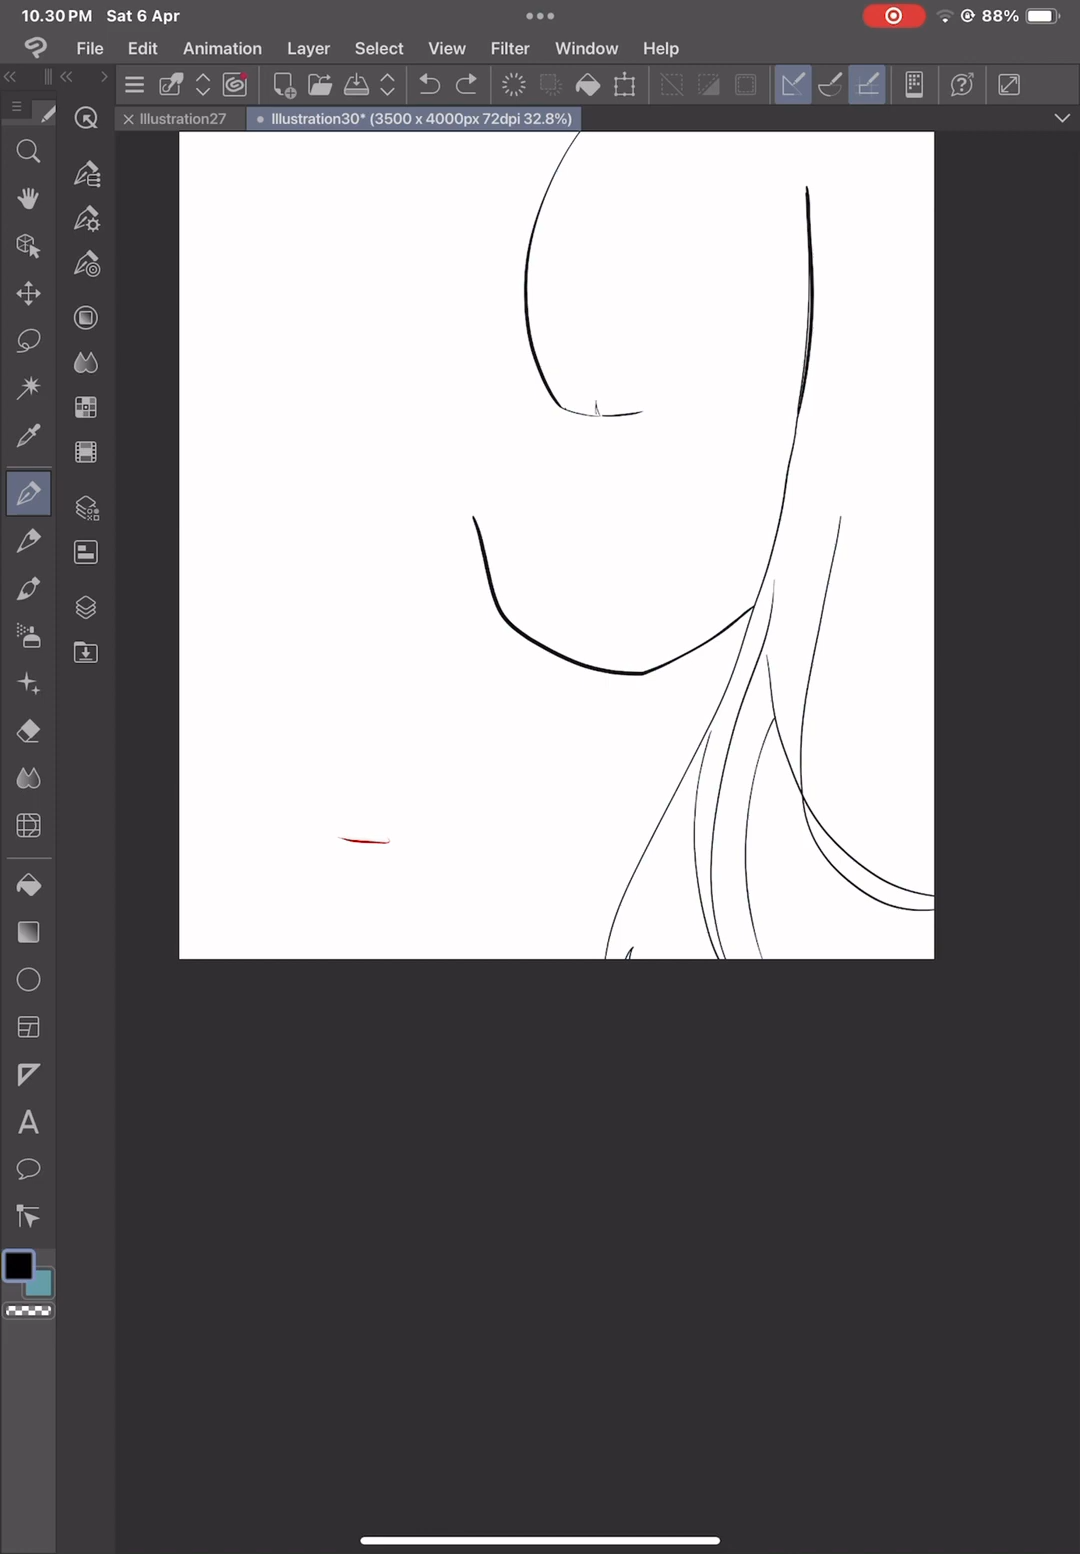 10.30 PM Sat 6 Apr 88%
File Edit Animation Layer Select View Filter Window Help
Illustration27 Illustration30* (3500 x 4000px 72dpi 32.8%)
A